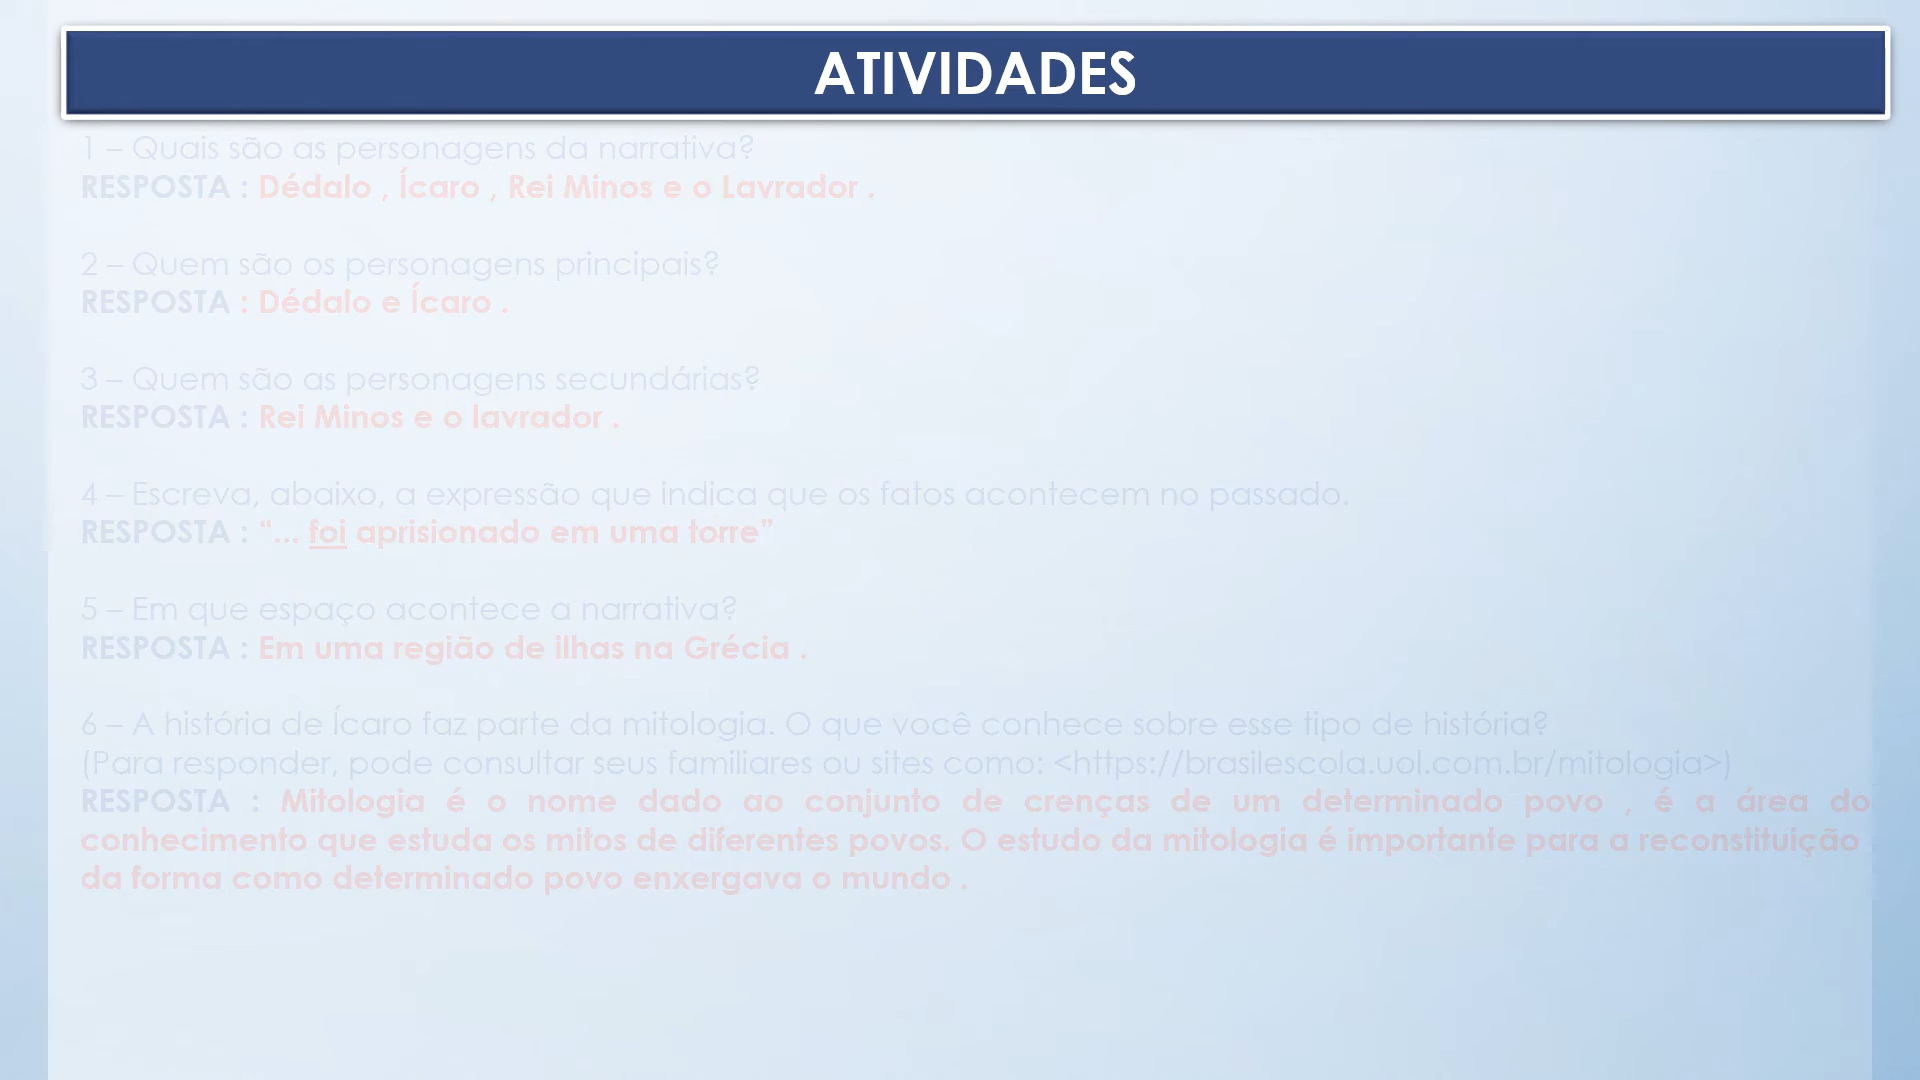 ATIVIDADES
1 – Quais são as personagens da narrativa?
RESPOSTA : Dédalo , Ícaro , Rei Minos e o Lavrador .
2 – Quem são os personagens principais?
RESPOSTA : Dédalo e Ícaro .
3 – Quem são as personagens secundárias?
RESPOSTA : Rei Minos e o lavrador .
4 – Escreva, abaixo, a expressão que indica que os fatos acontecem no passado.
RESPOSTA : “... foi aprisionado em uma torre”
5 – Em que espaço acontece a narrativa?
RESPOSTA : Em uma região de ilhas na Grécia .
6 – A história de Ícaro faz parte da mitologia. O que você conhece sobre esse tipo de história?
(Para responder, pode consultar seus familiares ou sites como: <https://brasilescola.uol.com.br/mitologia>)
RESPOSTA : Mitologia é o nome dado ao conjunto de crenças de um determinado povo , é a área do
conhecimento que estuda os mitos de diferentes povos. O estudo da mitologia é importante para a reconstituição
da forma como determinado povo enxergava o mundo .